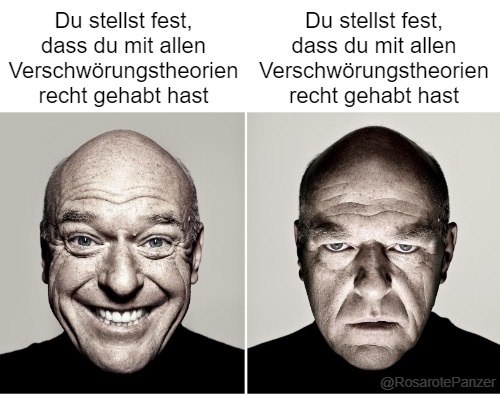 Du stellst fest,
dass du mit allen
Verschwörungstheorien
recht gehabt hast
Du stellst fest,
dass du mit allen
Verschwörungstheorien
recht gehabt hast
@RosarotePanzer